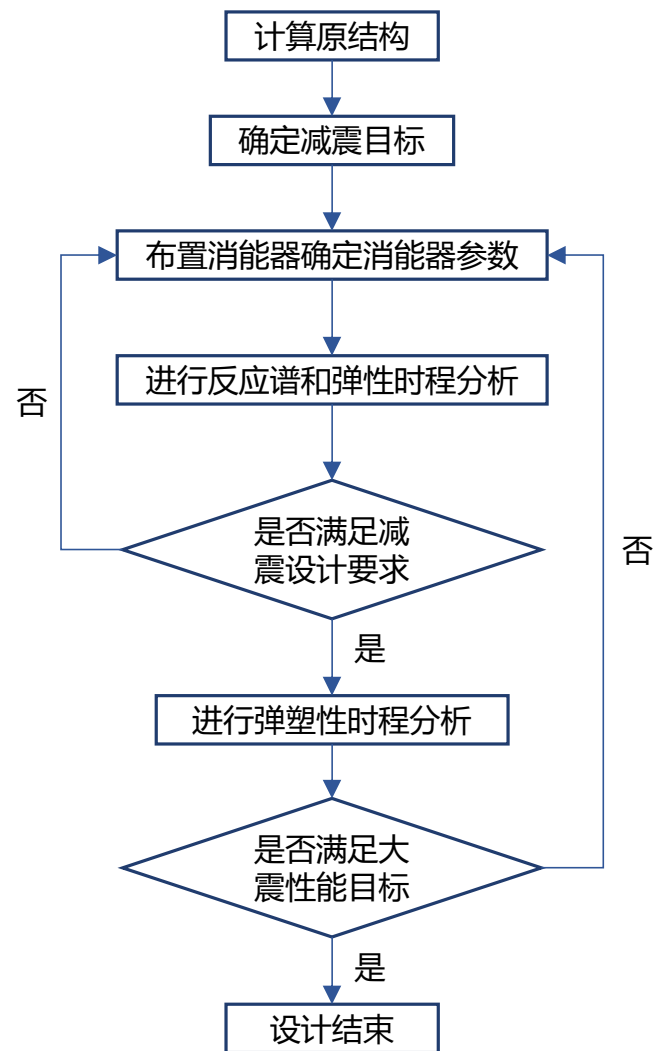 计算原结构
确定减震目标
布置消能器确定消能器参数
进行反应谱和弹性时程分析
否
是否满足减
震设计要求
否
是
进行弹塑性时程分析
是否满足大
震性能目标
是
设计结束